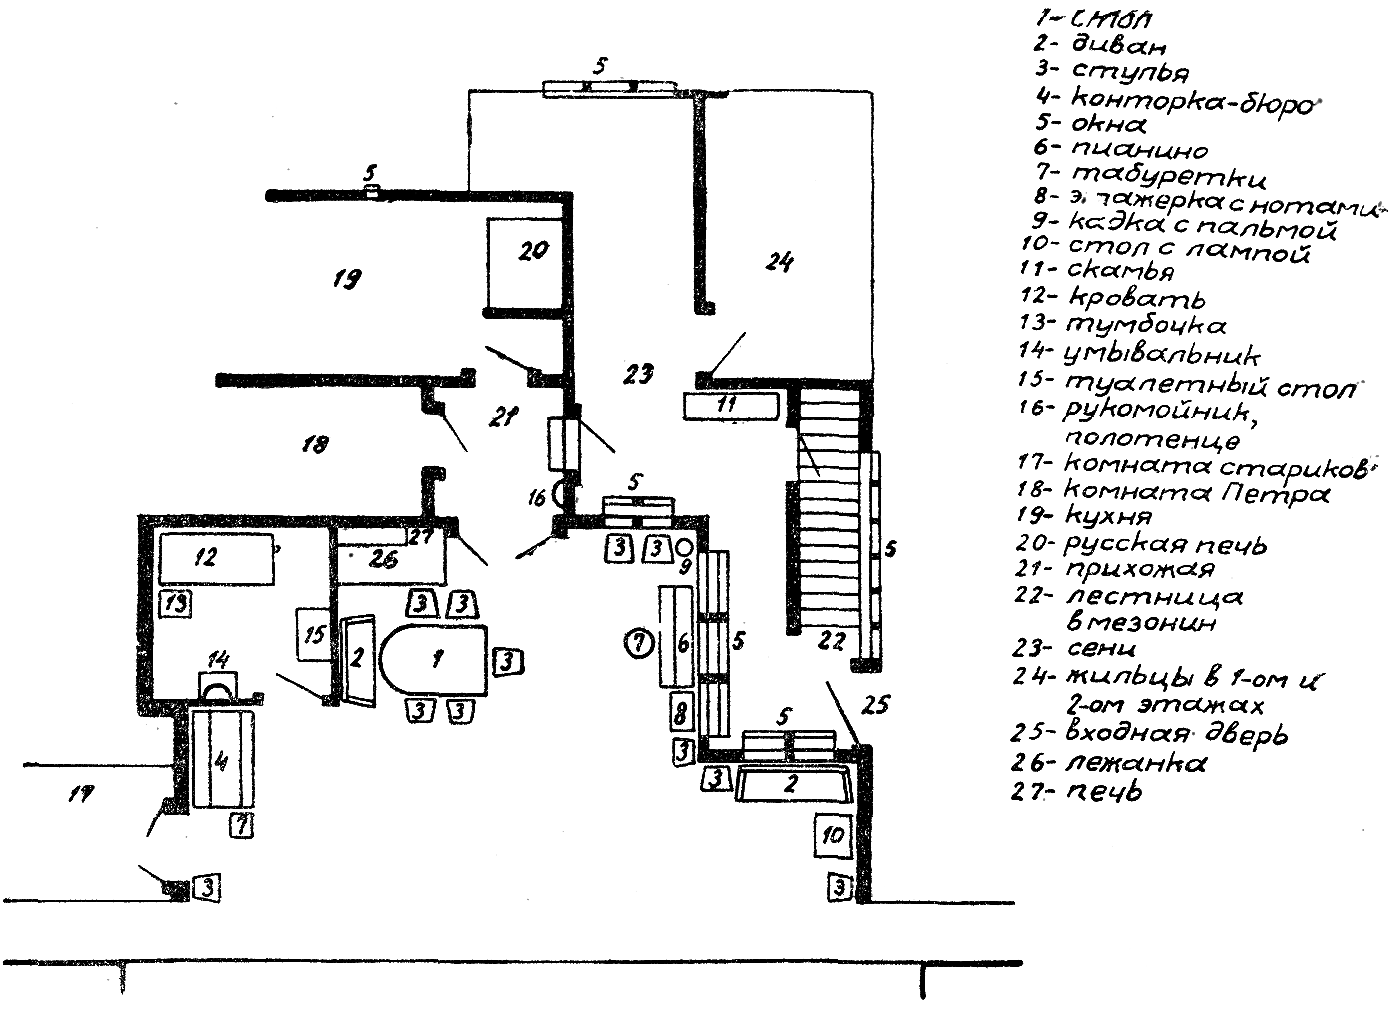 1- стол
2- диван
3- стулья
4- конторка-бюро
5- окна
6- пианино
7- табуретки
8- с нотами
9- кадка с пальмой
10- стол с лампой
11- скамья
12- кровать
13- тумбочка
14- умывальник
15- туалетный стол
16- рукомойник,
полотенце
17- комната стариков
18- комната Петра
19- кухня
20- русская печь
21- прихожая
22- лестница
в мезонин
23- сени
24- жильцы в 1-ом и
2-ом этажах
25- входная дверь
26- лежанка
27- печь
5
5
20
19
24
23
11
21
18
16
5
27
12
26
3
3
9
5
13
3
3
15
2
1
3
7
6
5
22
14
3
3
8
25
5
4
3
3
2
17
7
10
3
3